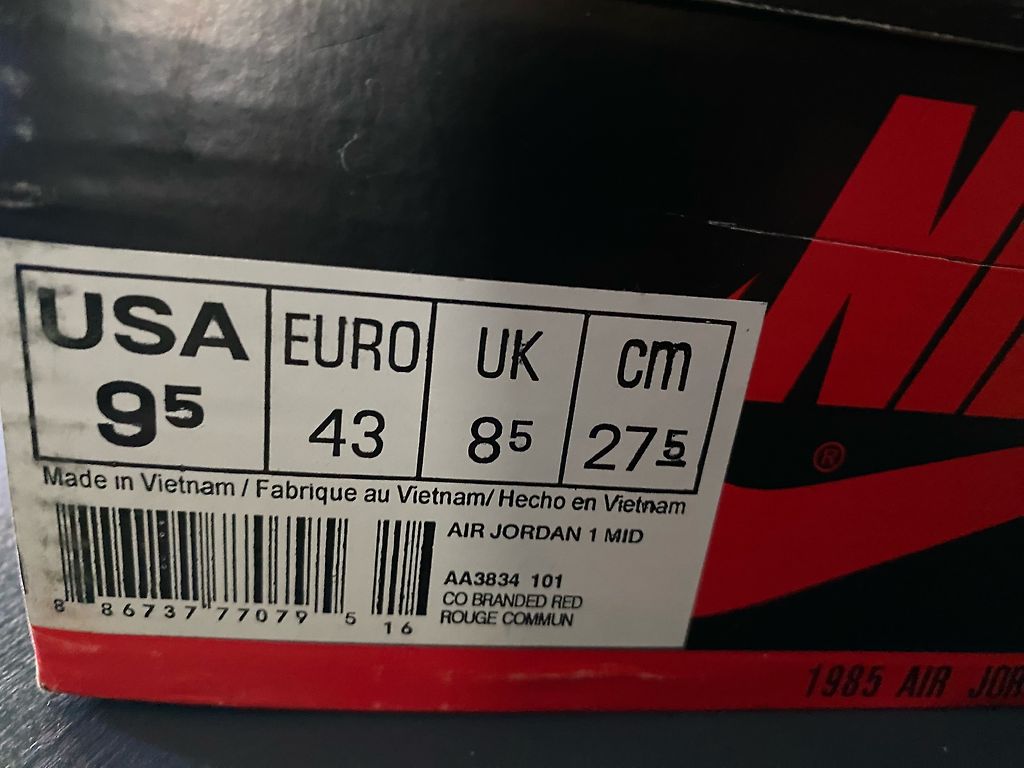 USA EURO UK cm
9⁵ 43 8⁵ 27⁵
Made in Vietnam / Fabrique au Vietnam/ Hecho en Vietnam
AIR JORDAN 1 MID
AA3834 101
CO BRANDED RED
ROUGE COMMUN
8 86737 77079 5 16
®
1985 AIR